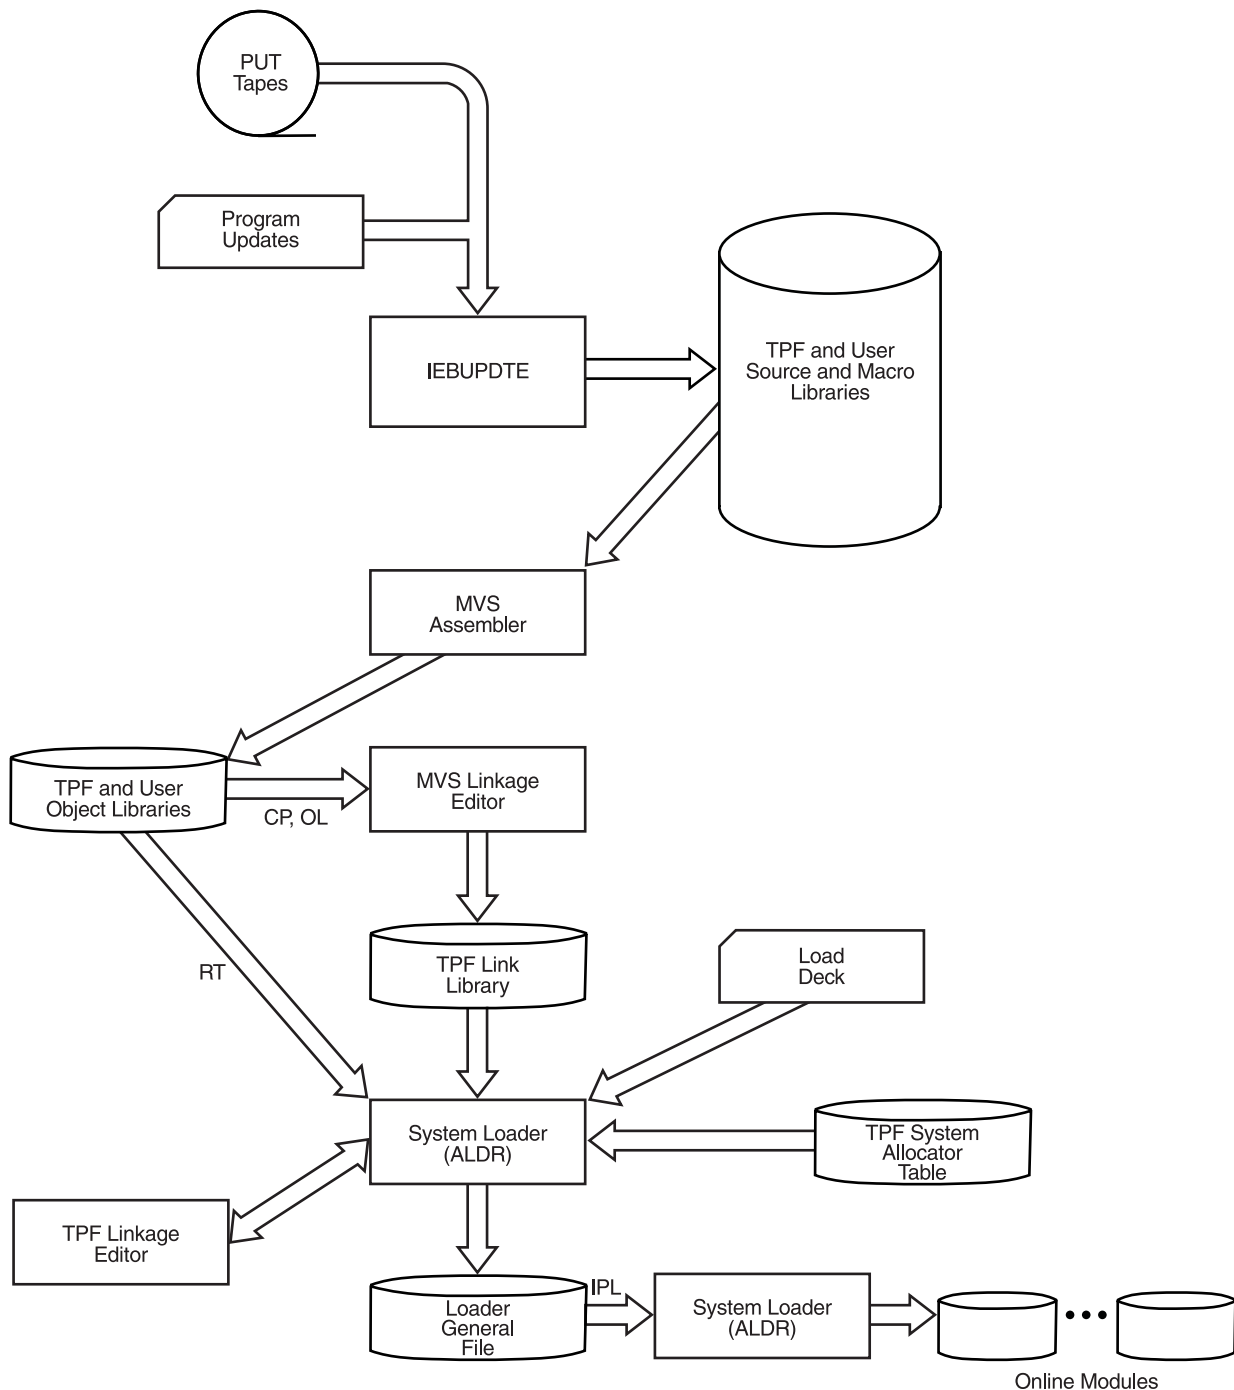 PUT
Tapes
Program
Updates
IEBUPDTE
TPF and User
Source and Macro
Libraries
MVS
Assembler
TPF and User
Object Libraries
CP, OL
MVS Linkage
Editor
RT
TPF Link
Library
Load
Deck
System Loader
(ALDR)
TPF System
Allocator
Table
TPF Linkage
Editor
Loader
General
File
IPL
System Loader
(ALDR)
Online Modules